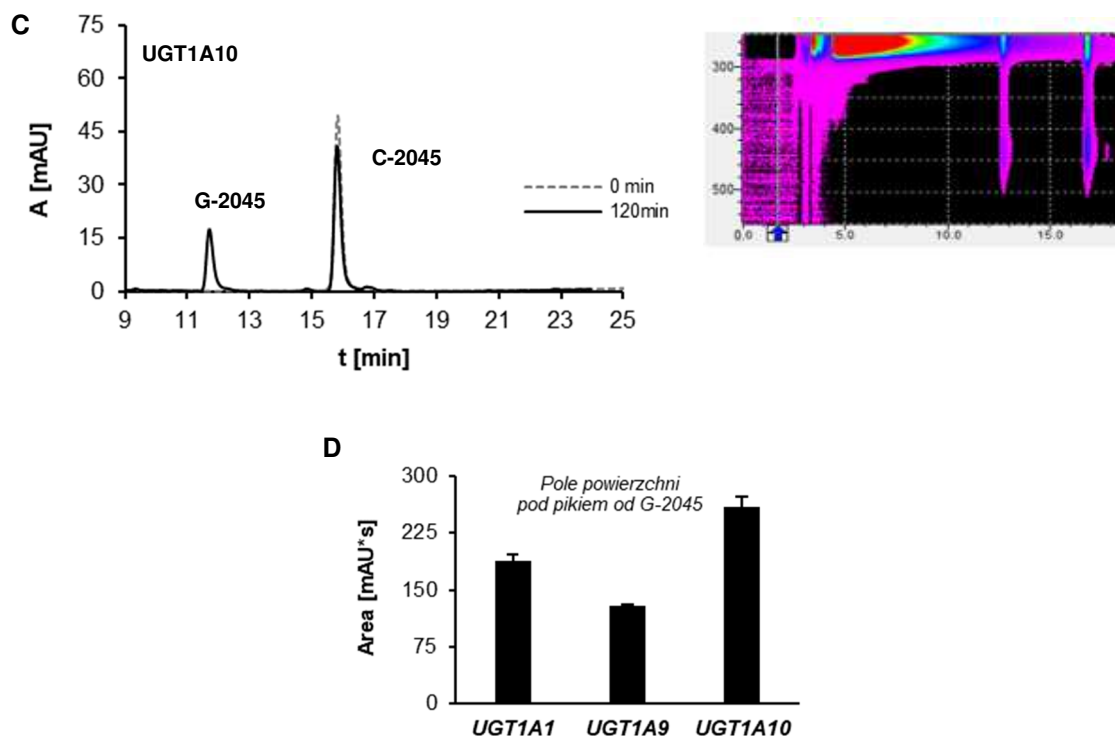 C
UGT1A10
A [mAU]
75
60
45
30
15
0
G-2045
C-2045
0 min
120min
9 11 13 15 17 19 21 23 25
t [min]
300
400
500
0.0 5.0 10.0 15.0
D
Pole powierzchni
pod pikiem od G-2045
Area [mAU*s]
300
225
150
75
0
UGT1A1 UGT1A9 UGT1A10